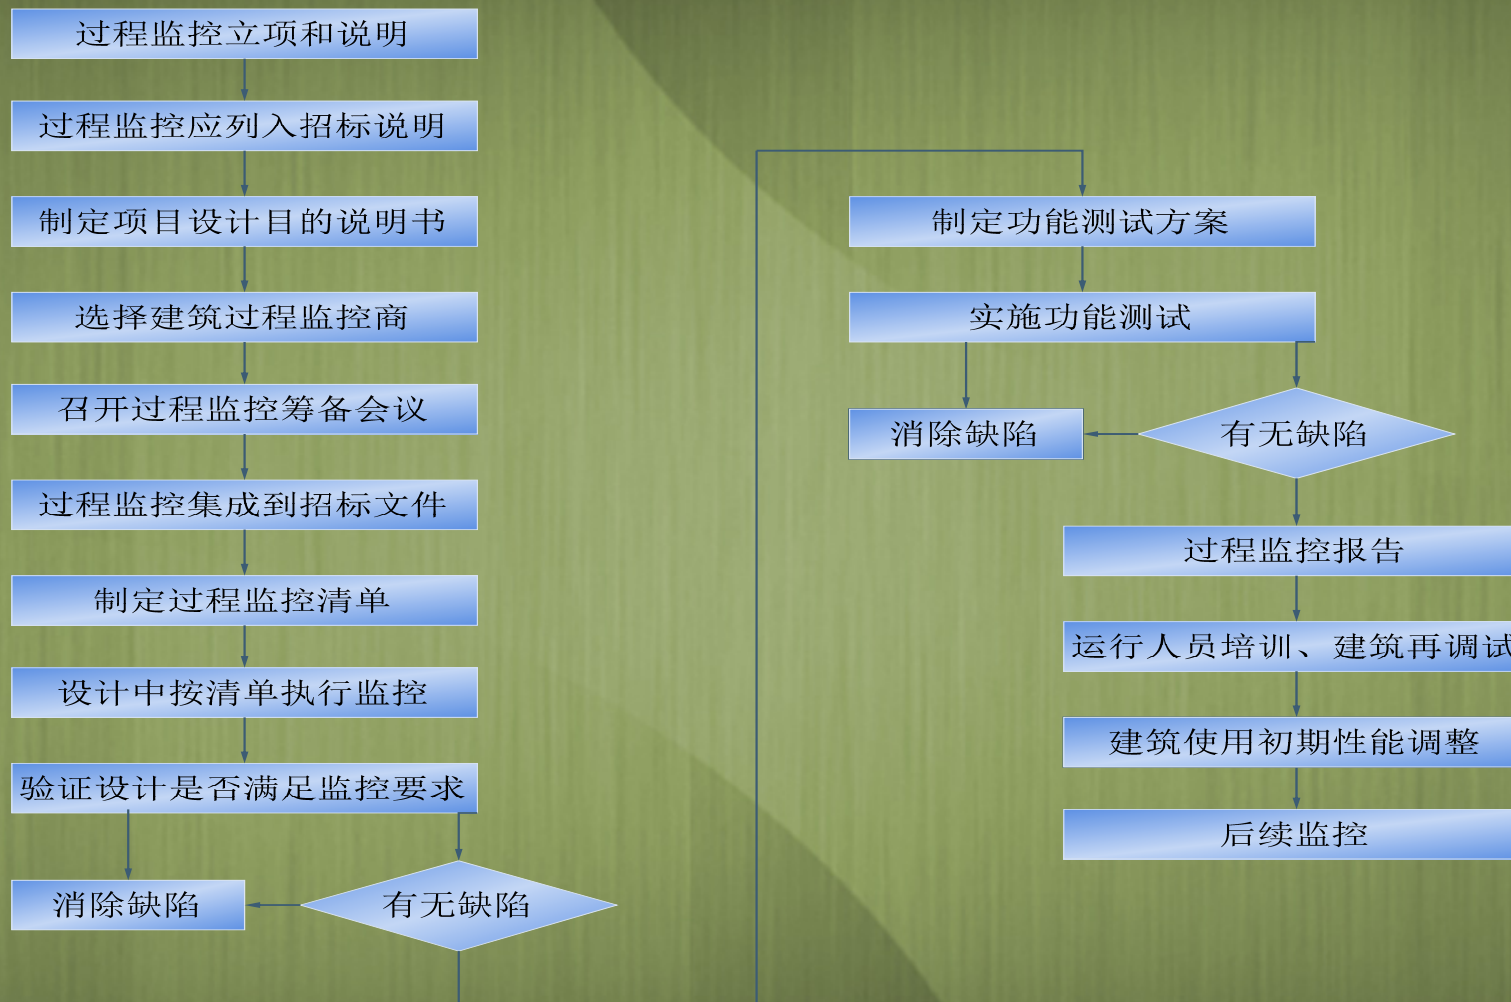 过程监控立项和说明
过程监控应列入招标说明
制定项目设计目的说明书
选择建筑过程监控商
召开过程监控筹备会议
过程监控集成到招标文件
制定过程监控清单
设计中按清单执行监控
验证设计是否满足监控要求
消除缺陷
有无缺陷
制定功能测试方案
实施功能测试
消除缺陷
有无缺陷
过程监控报告
运行人员培训、建筑再调试
建筑使用初期性能调整
后续监控